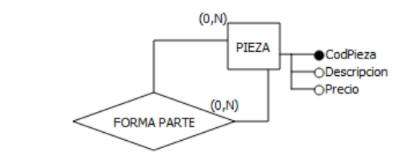 (0,N)
PIEZA
CodPieza
Descripcion
Precio
(0,N)
FORMA PARTE